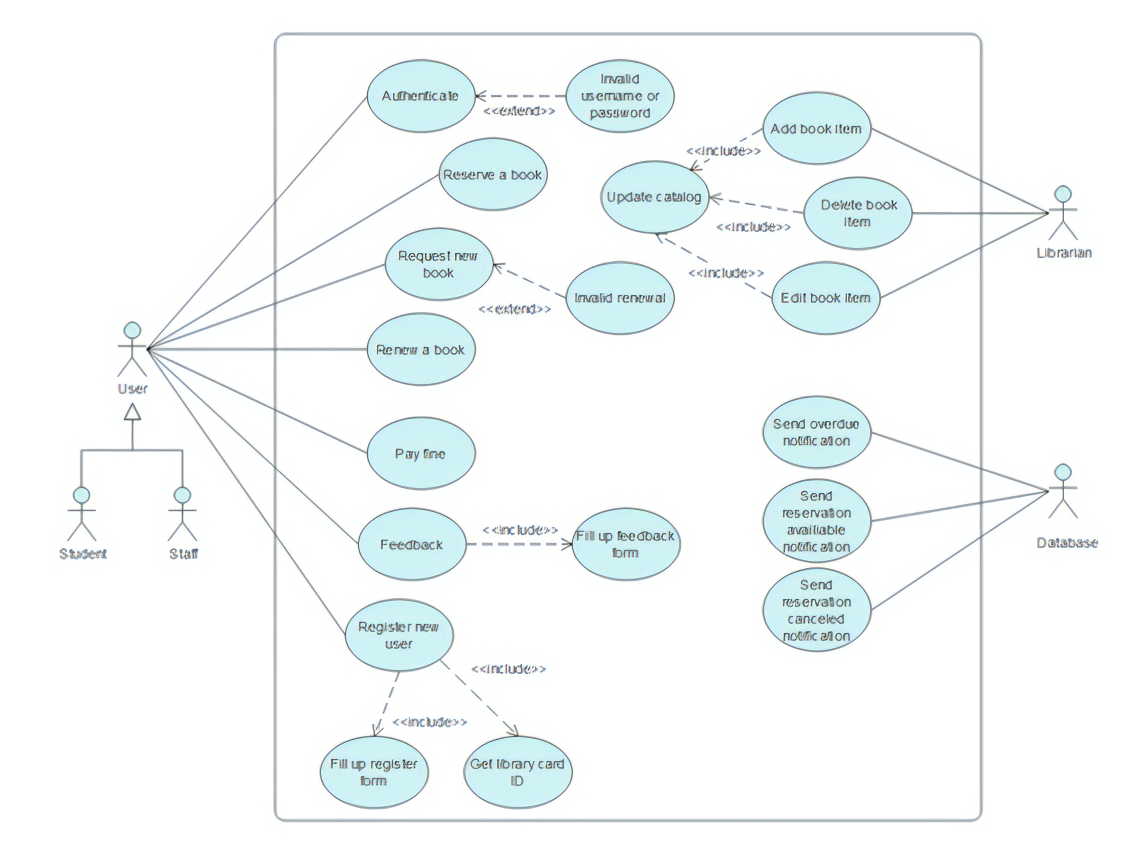 Authenticate
<<extend>>
Invalid
username or
password
Reserve a book
Request new
book
<<extend>>
Invalid renewal
Renew a book
Pay fine
Feedback
<<include>>
Fill up feedback
form
Register new
user
<<include>>
<<include>>
Fill up register
form
Get library card
ID
User
Student
Staff
Add book item
<<include>>
Update catalog
Delete book
item
<<include>>
<<include>>
Edit book item
Librarian
Send overdue
notification
Send
reservation
available
notification
Send
reservation
canceled
notification
Database